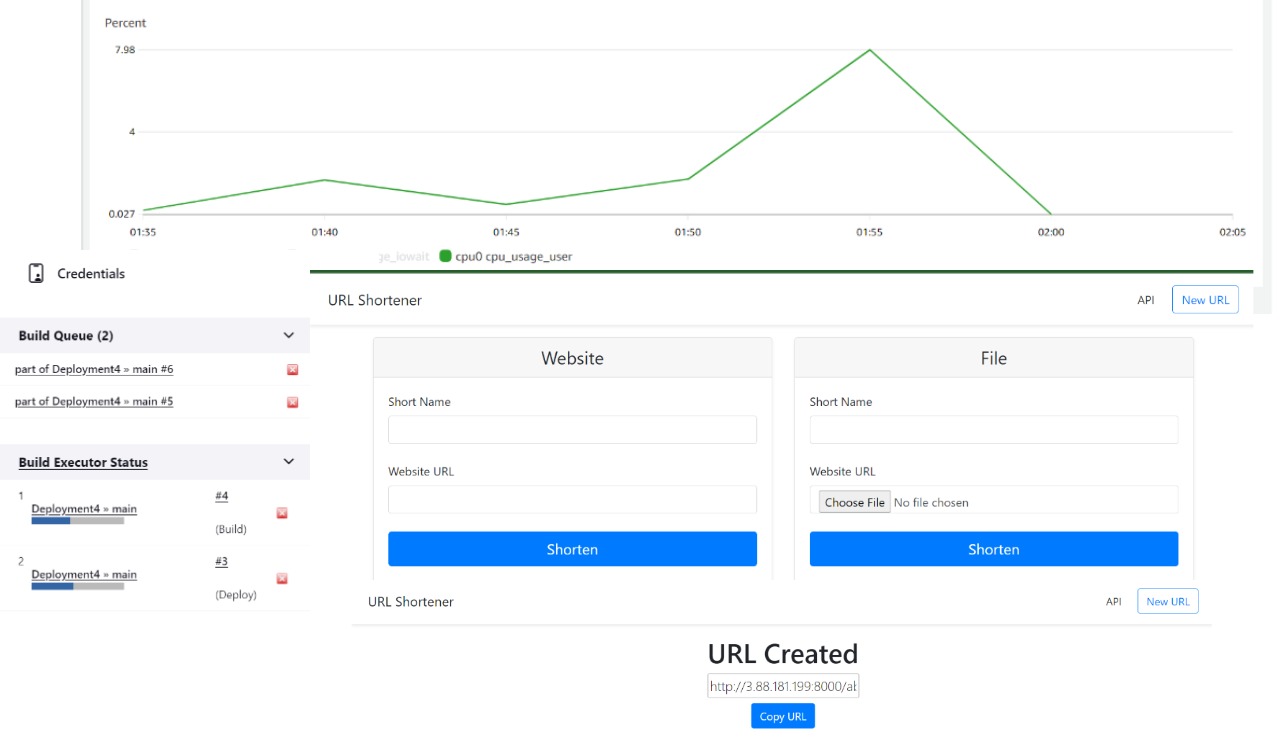 Percent
7.98
4
0.027
01:35 01:40 01:45 01:50 01:55 02:00 02:05
ge_iowait cpu0 cpu_usage_user
Credentials
Build Queue (2)
part of Deployment4 » main #6
part of Deployment4 » main #5
Build Executor Status
1 Deployment4 » main #4
(Build)
2 Deployment4 » main #3
(Deploy)
URL Shortener API New URL
Website
Short Name
Website URL
Shorten
File
Short Name
Website URL
Choose File No file chosen
Shorten
URL Shortener API New URL
URL Created
http://3.88.181.199:8000/ab
Copy URL